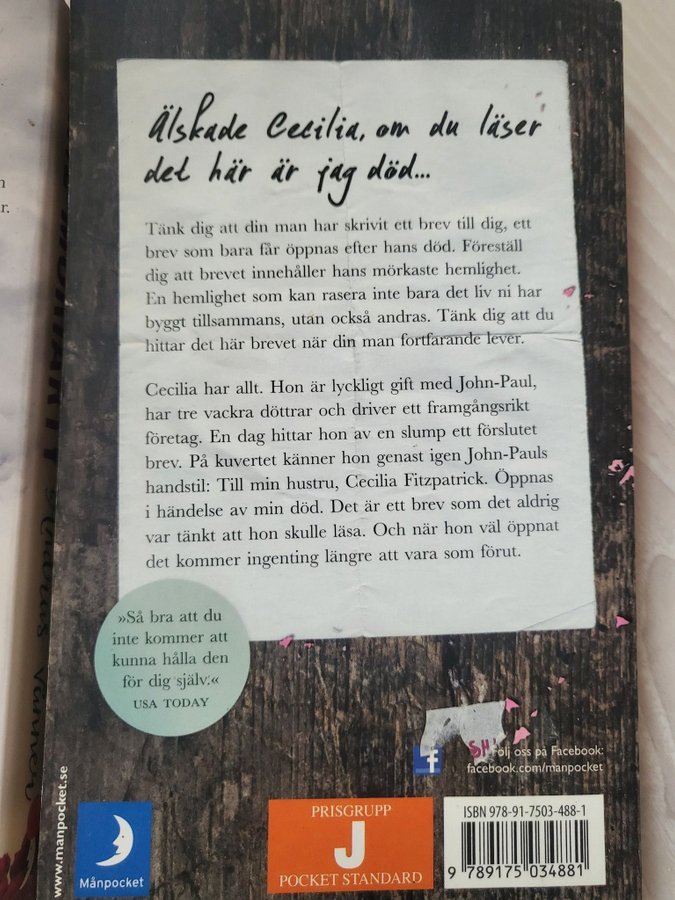 Älskade Cecilia, om du läser
det här är jag död...
Tänk dig att din man har skrivit ett brev till dig, ett
brev som bara får öppnas efter hans död. Föreställ
dig att brevet innehåller hans mörkaste hemlighet.
En hemlighet som kan rasera inte bara det liv ni har
byggt tillsammans, utan också andras. Tänk dig att du
hittar det här brevet när din man fortfarande lever.
Cecilia har allt. Hon är lyckligt gift med John-Paul,
har tre vackra döttrar och driver ett framgångsrikt
företag. En dag hittar hon av en slump ett förslutet
brev. På kuvertet känner hon genast igen John-Pauls
handstil: Till min hustru, Cecilia Fitzpatrick. Öppnas
i händelse av min död. Det är ett brev som det aldrig
var tänkt att hon skulle läsa. Och när hon väl öppnat
det kommer ingenting längre att vara som förut.
»Så bra att du
inte kommer att
kunna hålla den
för dig själv.«
USA TODAY
Följ oss på Facebook:
facebook.com/manpocket
www.manpocket.se
Månpocket
PRISGRUPP
J
POCKET STANDARD
ISBN 978-91-7503-488-1
9 789175 034881